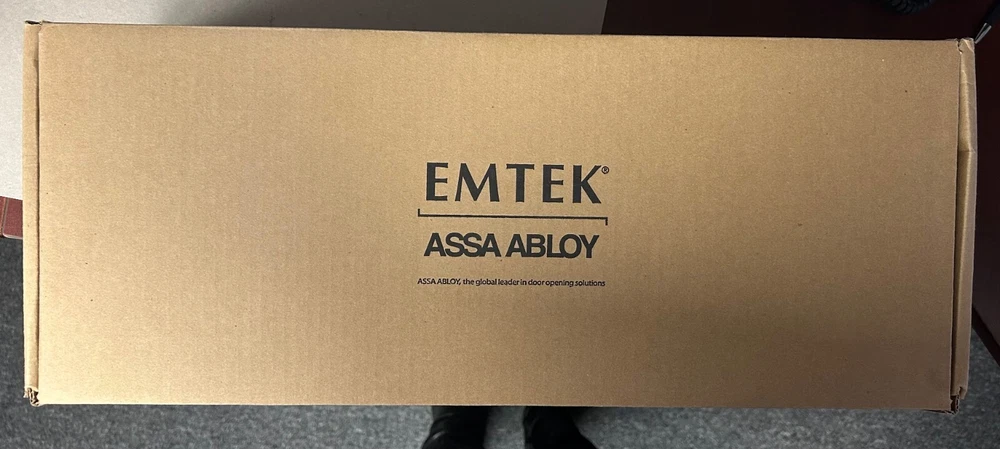 EMTEK®
ASSA ABLOY
ASSA ABLOY, the global leader in door opening solutions